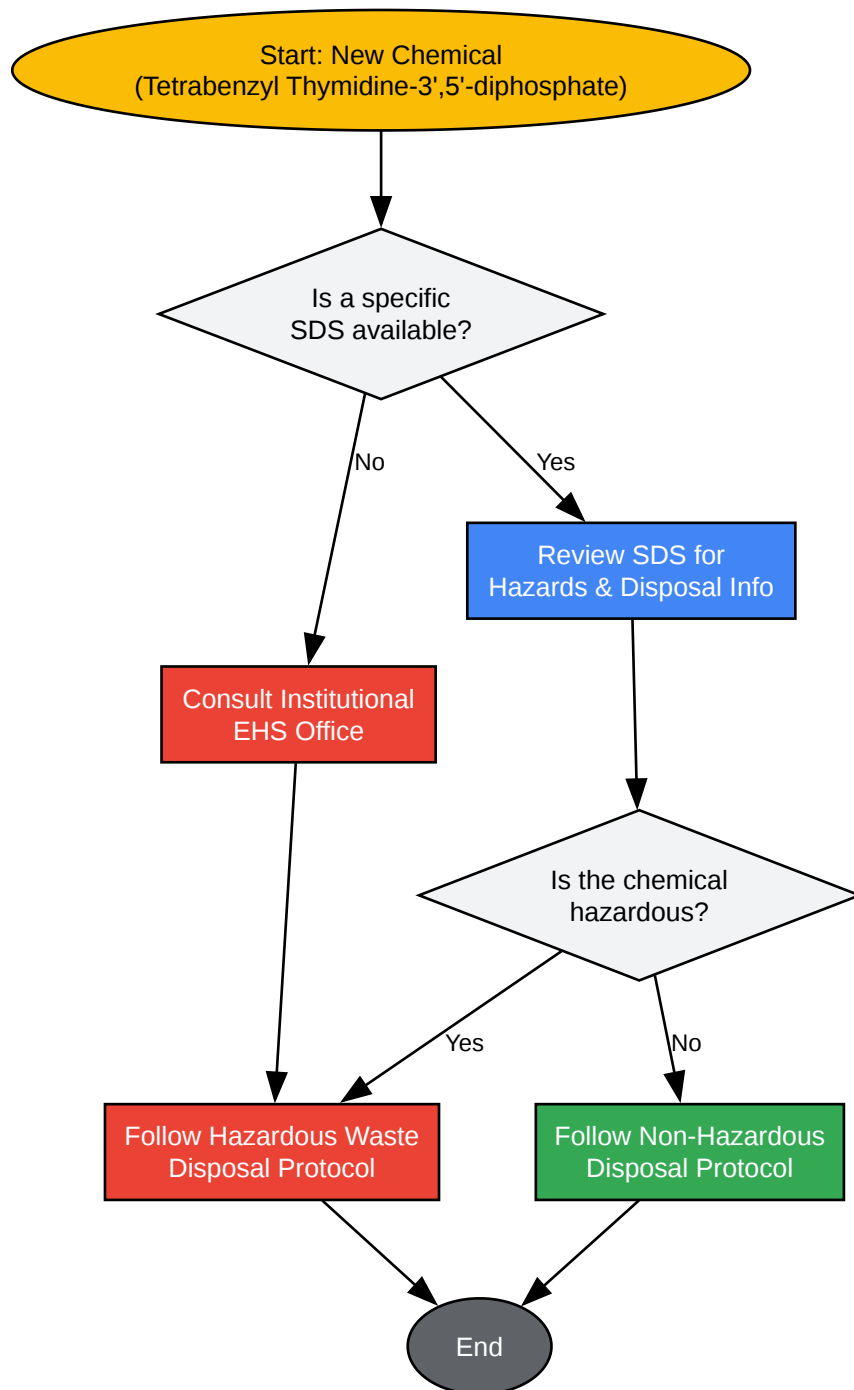 Start: New Chemical
(Tetrabenzyl Thymidine-3',5'-diphosphate)
Is a specific
SDS available?
No
Yes
Review SDS for
Hazards & Disposal Info
Consult Institutional
EHS Office
Is the chemical
hazardous?
Yes
No
Follow Hazardous Waste
Disposal Protocol
Follow Non-Hazardous
Disposal Protocol
End